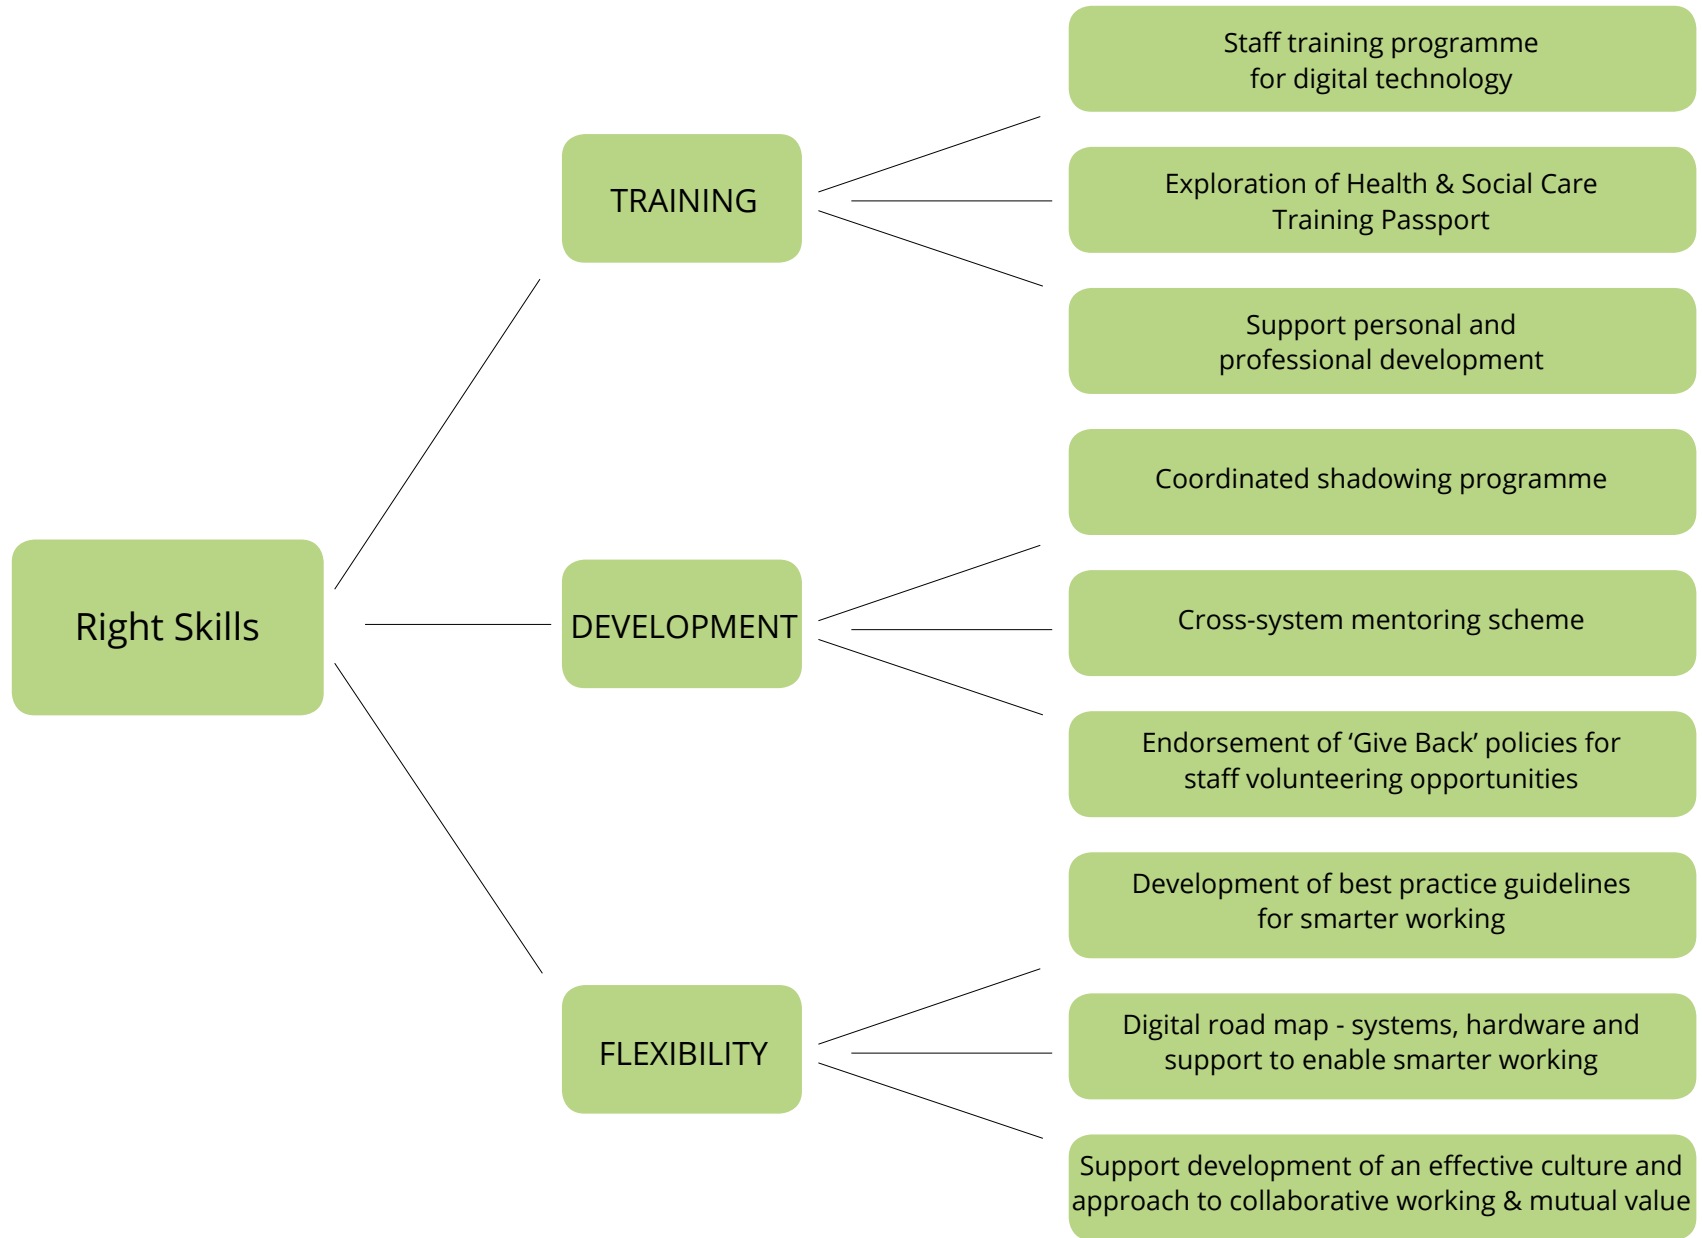 Right Skills
TRAINING
Staff training programme
for digital technology
Exploration of Health & Social Care
Training Passport
Support personal and
professional development
DEVELOPMENT
Coordinated shadowing programme
Cross-system mentoring scheme
Endorsement of ‘Give Back’ policies for
staff volunteering opportunities
FLEXIBILITY
Development of best practice guidelines
for smarter working
Digital road map - systems, hardware and
support to enable smarter working
Support development of an effective culture and
approach to collaborative working & mutual value